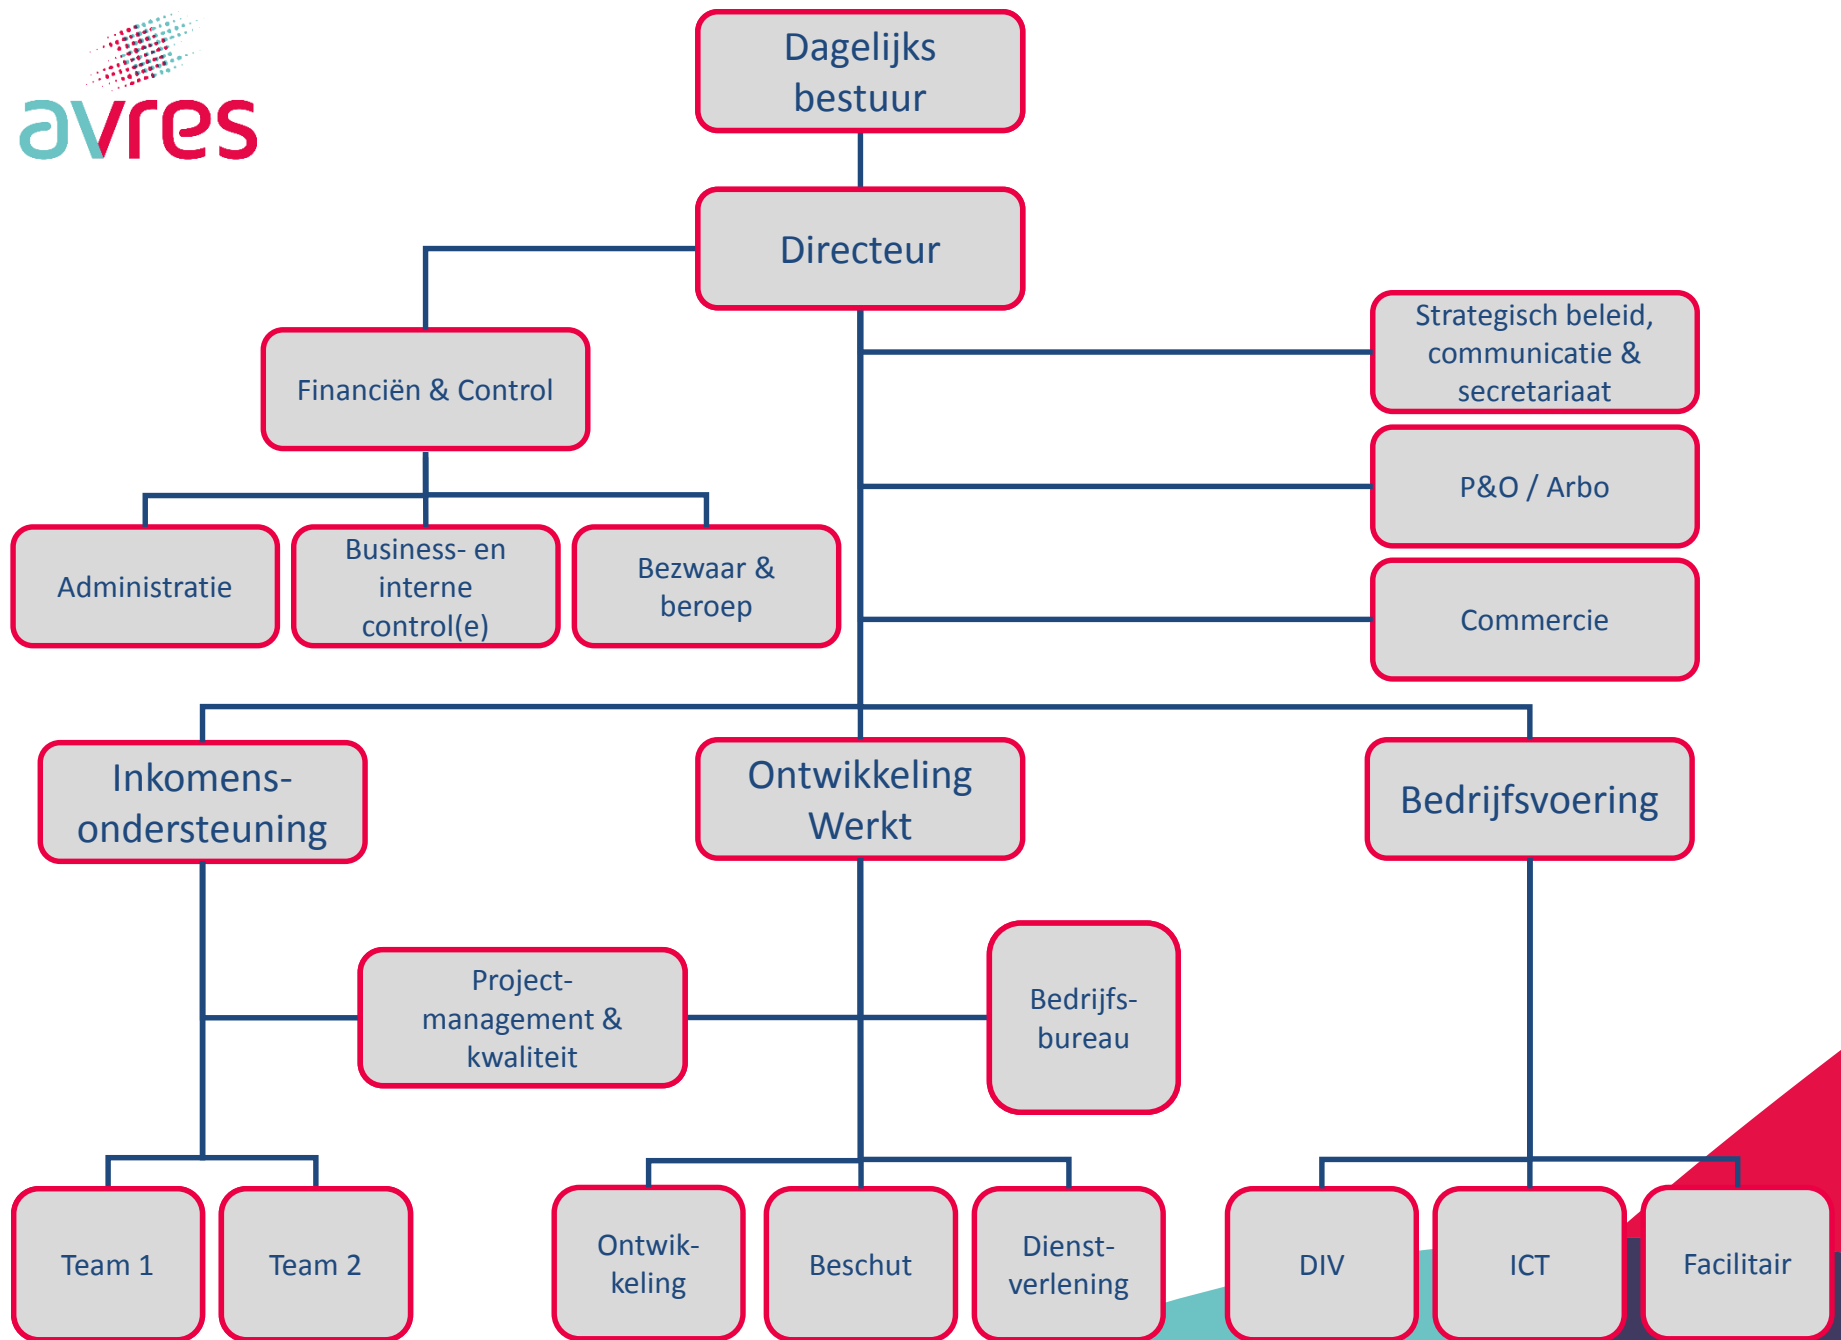 avres
Dagelijks
bestuur
Directeur
Strategisch beleid,
communicatie &
secretariaat
Financiën & Control
P&O / Arbo
Administratie
Business- en
interne
control(e)
Bezwaar &
beroep
Commercie
Inkomens-
ondersteuning
Ontwikkeling
Werkt
Bedrijfsvoering
Project-
management &
kwaliteit
Bedrijfs-
bureau
Team 1
Team 2
Ontwik-
keling
Beschut
Dienst-
verlening
DIV
ICT
Facilitair